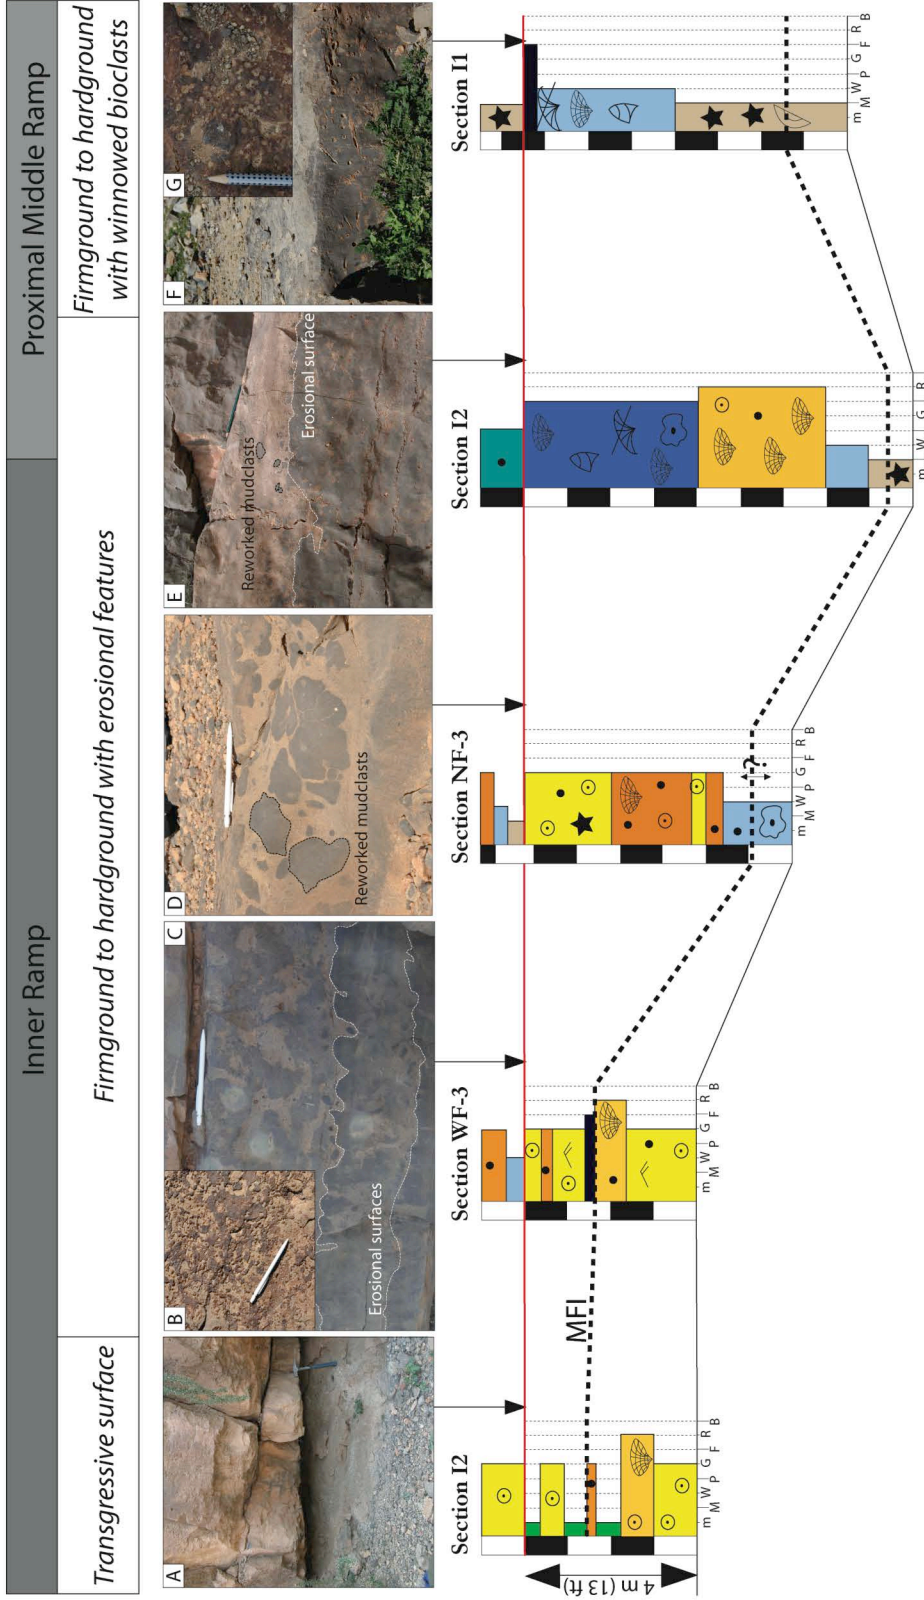 Inner Ramp
Proximal Middle Ramp
Transgressive surface
Firmground to hardground with erosional features
Firmground to hardground
with winnowed bioclasts
A
B
C
Erosional surfaces
D
Reworked mudclasts
E
Reworked mudclasts
Erosional surface
F
G
Section I2
Section WF-3
Section NF-3
Section I2
Section I1
4 m (13 ft)
MFI
?
m M W P G F R B
m M W P G F R B
m M W P G F R B
m W G R
m M W P G F R B